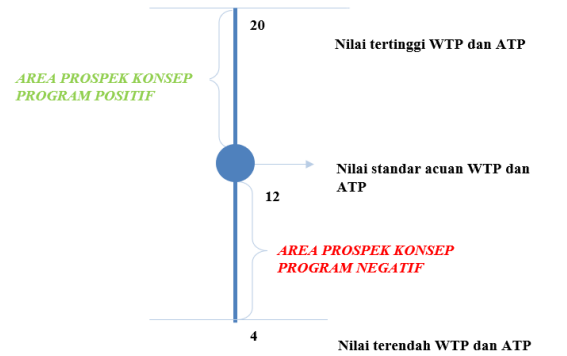 20
Nilai tertinggi WTP dan ATP
AREA PROSPEK KONSEP
PROGRAM POSITIF
Nilai standar acuan WTP dan
ATP
12
AREA PROSPEK KONSEP
PROGRAM NEGATIF
4
Nilai terendah WTP dan ATP